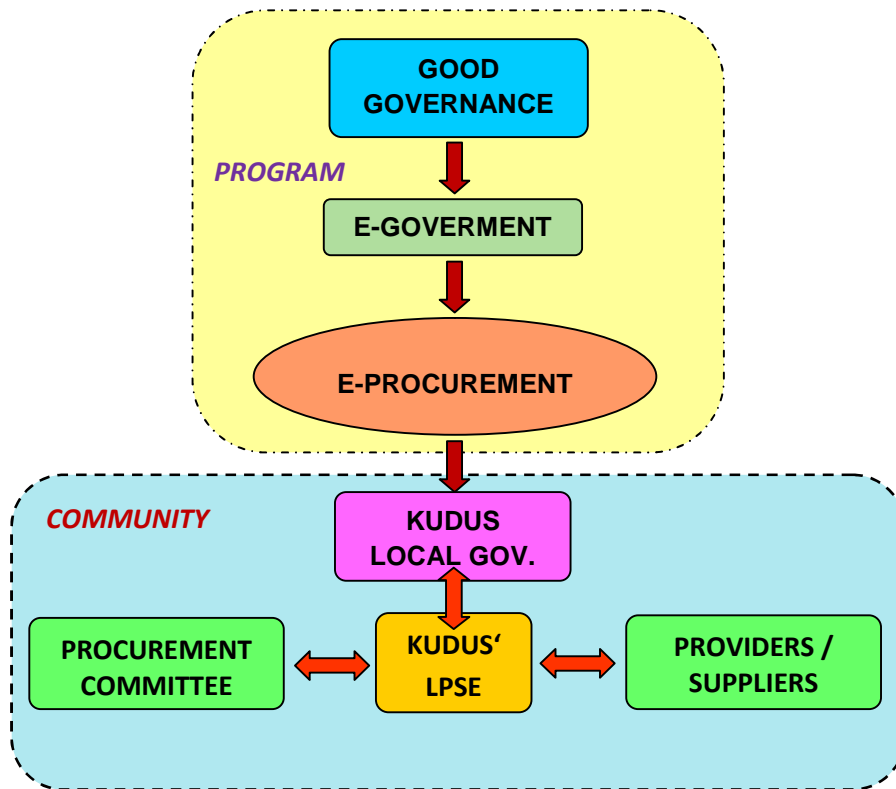 GOOD
GOVERNANCE
PROGRAM
E-GOVERMENT
E-PROCUREMENT
COMMUNITY
KUDUS
LOCAL GOV.
PROCUREMENT
COMMITTEE
KUDUS‘
LPSE
PROVIDERS /
SUPPLIERS